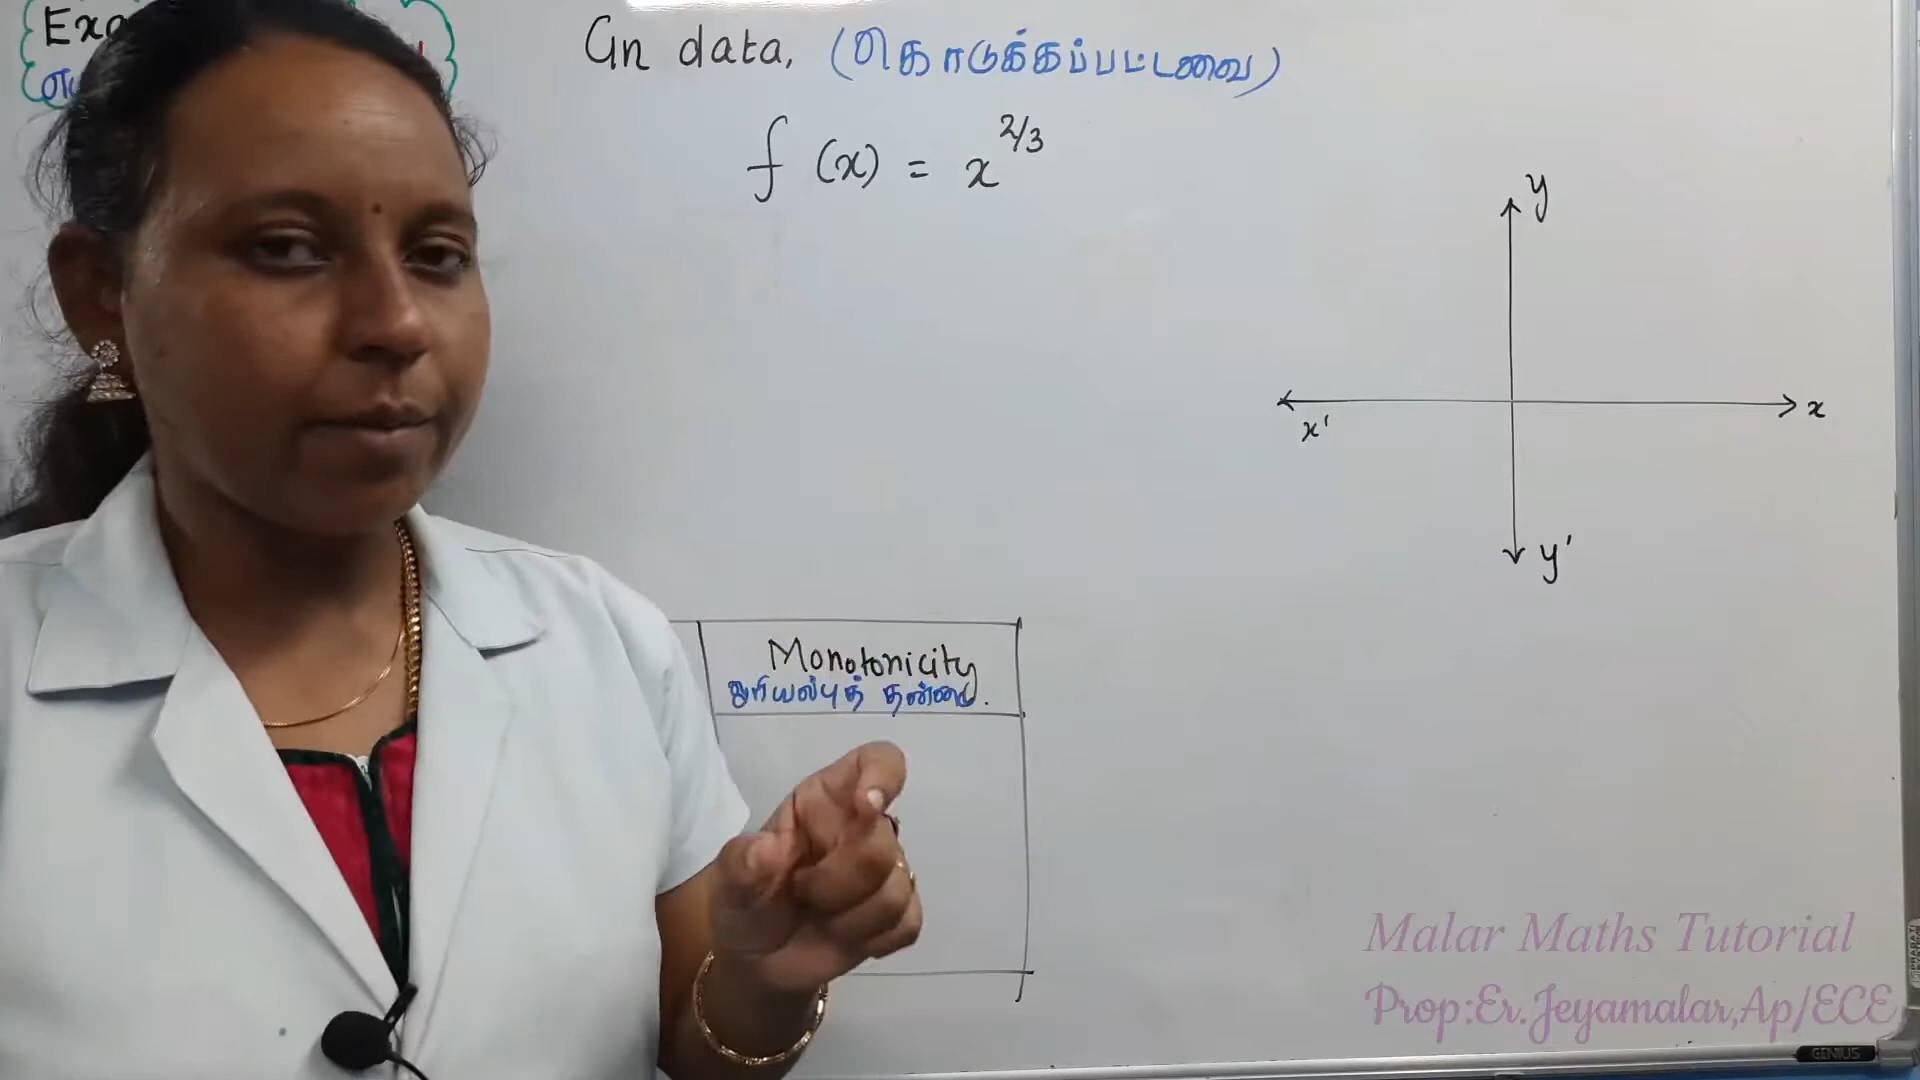 Gn data, (கொடுக்கப்பட்டவை)
f (x) = x^2/3
y
x'
x
y'
Monotonicity
ஓரியல்புத் தன்மை.
Malar Maths Tutorial
Prop:Er.Jeyamalar,Ap/ECE
GENIUS